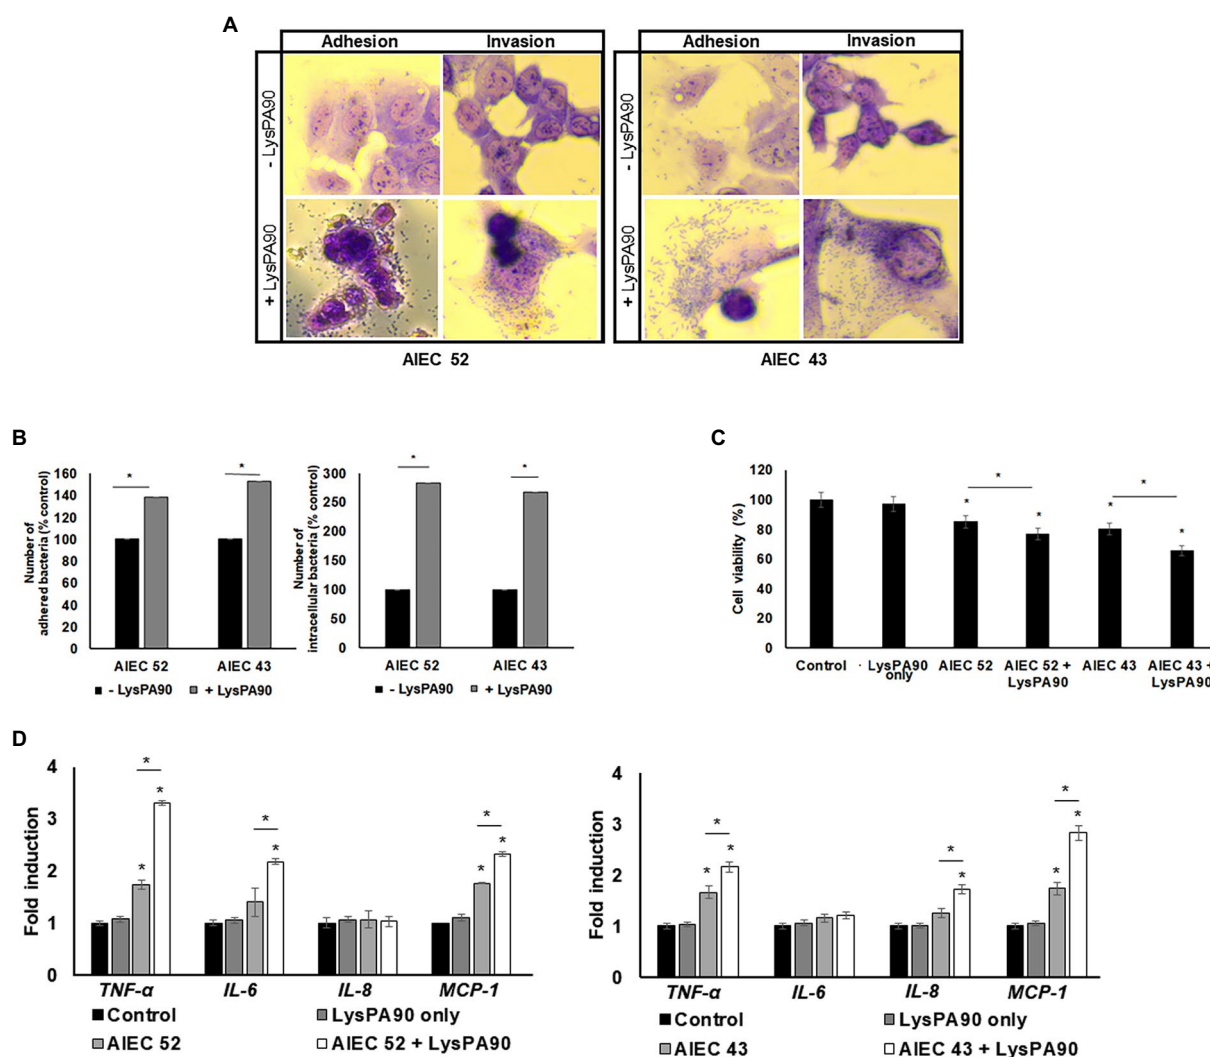 A
Adhesion Invasion
Adhesion Invasion
- LysPA90
+ LysPA90
- LysPA90
+ LysPA90
AIEC 52
AIEC 43
B
Number of
adhered bacteria (% control)
160
140
120
100
80
60
40
20
0
*
*
AIEC 52 AIEC 43
- LysPA90 + LysPA90
Number of
intracellular bacteria (% control)
300
250
200
150
100
50
0
*
*
AIEC 52 AIEC 43
- LysPA90 + LysPA90
C
Cell viability (%)
120
100
80
60
40
20
0
* *
* * * *
Control LysPA90 AIEC 52 AIEC 52 + AIEC 43 AIEC 43 +
only LysPA90 LysPA90
D
Fold induction
4
3
2
1
0
* * *
* * * * *
TNF-α IL-6 IL-8 MCP-1
Control LysPA90 only
AIEC 52 AIEC 52 + LysPA90
Fold induction
4
3
2
1
0
* * *
* * * * *
TNF-α IL-6 IL-8 MCP-1
Control LysPA90 only
AIEC 43 AIEC 43 + LysPA90